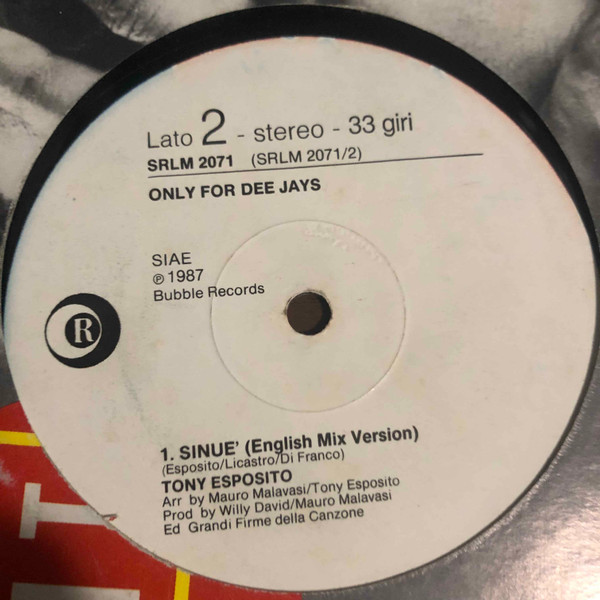 Lato 2 - stereo - 33 giri
SRLM 2071 (SRLM 2071/2)
ONLY FOR DEE JAYS
SIAE
℗ 1987
Bubble Records
R
1. SINUE' (English Mix Version)
(Esposito/Licastro/Di Franco)
TONY ESPOSITO
Arr by Mauro Malavasi/Tony Esposito
Prod by Willy David/Mauro Malavasi
Ed Grandi Firme della Canzone